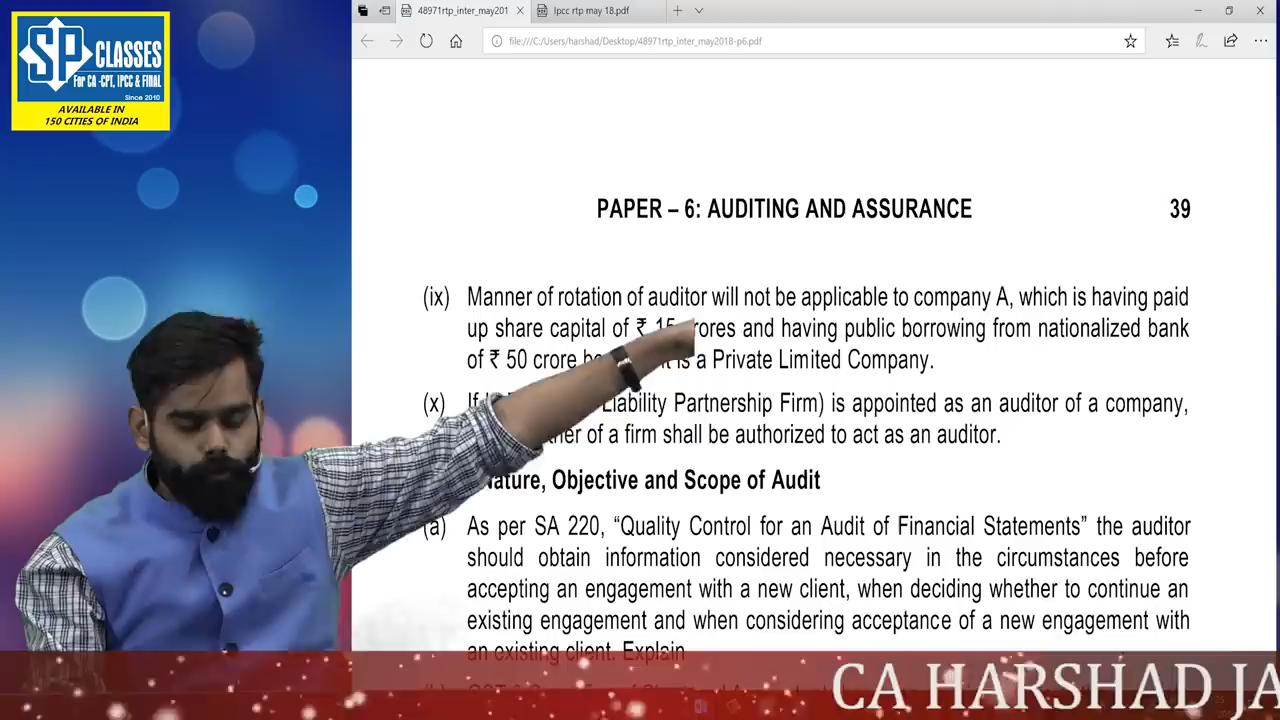 SP CLASSES
For CA -CPT, IPCC & FINAL
Since 2010
AVAILABLE IN
150 CITIES OF INDIA
48971rtp_inter_may201
Ipcc rtp may 18.pdf
file:///C:/Users/harshad/Desktop/48971rtp_inter_may2018-p6.pdf
PAPER – 6: AUDITING AND ASSURANCE 39
(ix) Manner of rotation of auditor will not be applicable to company A, which is having paid
up share capital of ₹ 15 crores and having public borrowing from nationalized bank
of ₹ 50 crore is a Private Limited Company.
(x) If Liability Partnership Firm) is appointed as an auditor of a company,
of a firm shall be authorized to act as an auditor.
Nature, Objective and Scope of Audit
(a) As per SA 220, “Quality Control for an Audit of Financial Statements” the auditor
should obtain information considered necessary in the circumstances before
accepting an engagement with a new client, when deciding whether to continue an
existing engagement and when considering acceptance of a new engagement with
an existing client. Explain
CA HARSHAD JA